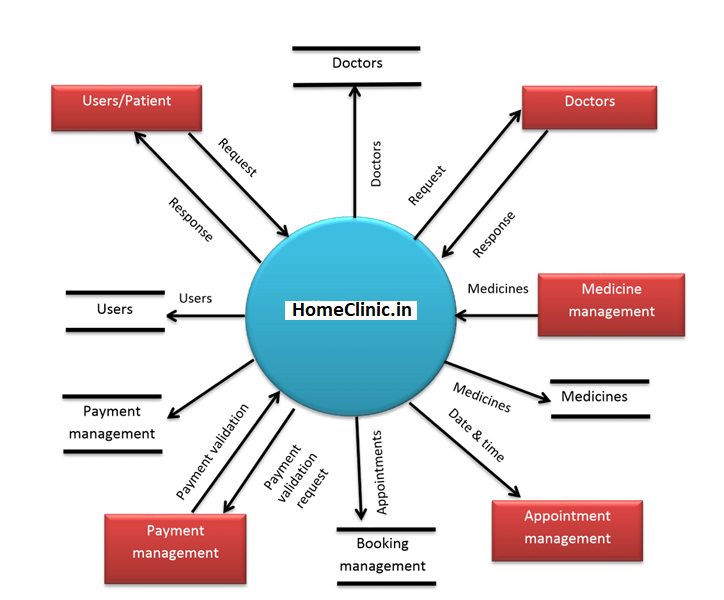 Doctors
Users/Patient
Doctors
Request
Doctors
Request
Response
Response
Medicines
Medicine
management
Users
Users
HomeClinic.in
Medicines
Medicines
Payment
management
Date & time
Payment validation
Payment
validation
request
Appointments
Payment
management
Booking
management
Appointment
management